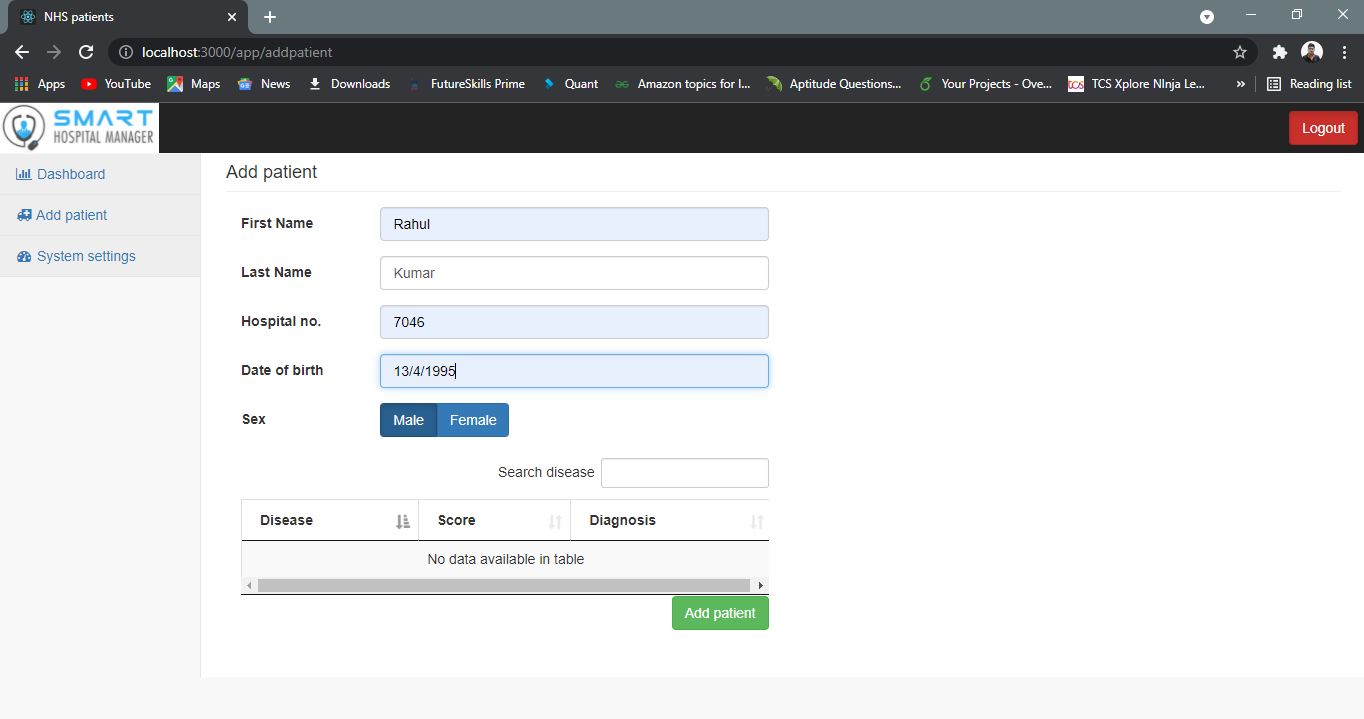 NHS patients
localhost:3000/app/addpatient
Apps YouTube Maps News Downloads FutureSkills Prime Quant Amazon topics for I... Aptitude Questions... Your Projects - Ove... TCS Xplore NInja Le... » Reading list
SMART
HOSPITAL MANAGER
Logout
Dashboard
Add patient
System settings
Add patient
First Name Rahul
Last Name Kumar
Hospital no. 7046
Date of birth 13/4/1995
Sex Male Female
Search disease
Disease Score Diagnosis
No data available in table
Add patient